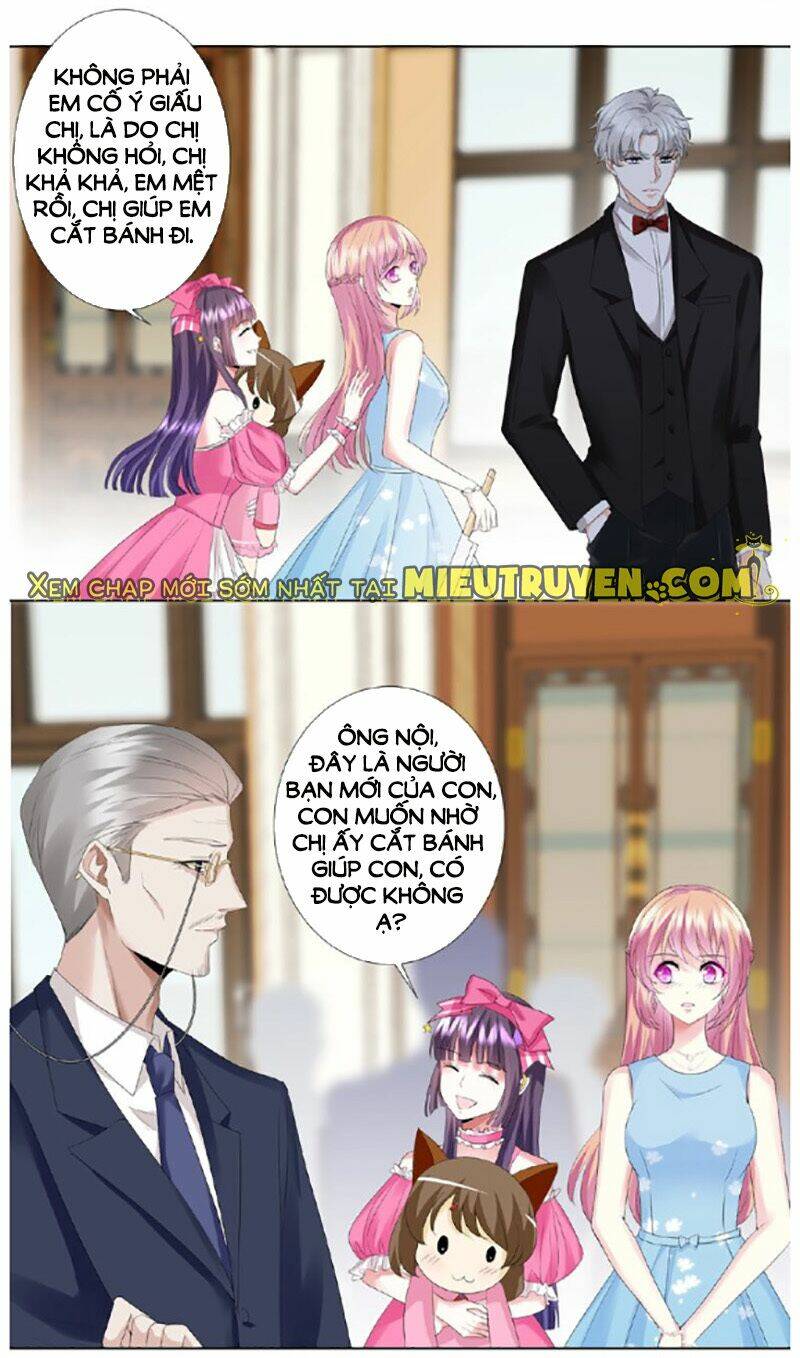 KHÔNG PHẢI
EM CỐ Ý GIẤU
CHỊ, LÀ DO CHỊ
KHÔNG HỎI, CHỊ
KHẢ KHẢ, EM MỆT
RỒI, CHỊ GIÚP EM
CẮT BÁNH ĐI.
XEM CHAP MỚI SỚM NHẤT TẠI MIEUTRUYEN.COM
ÔNG NỘI,
ĐÂY LÀ NGƯỜI
BẠN MỚI CỦA CON,
CON MUỐN NHỜ
CHỊ ẤY CẮT BÁNH
GIÚP CON, CÓ
ĐƯỢC KHÔNG
Ạ?